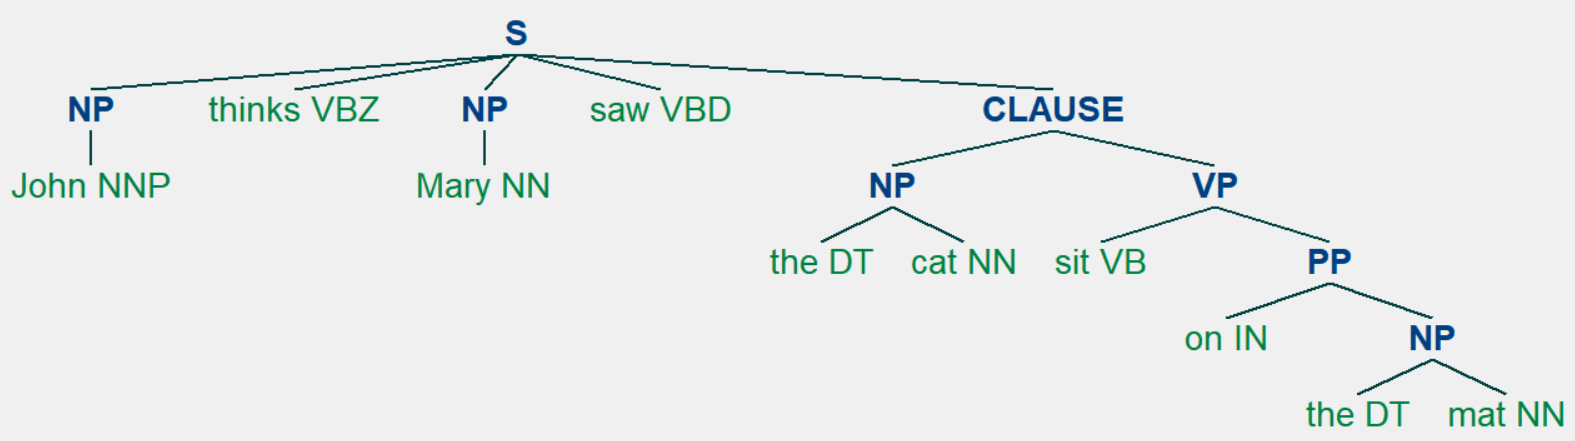 S
NP thinks VBZ NP saw VBD CLAUSE
John NNP Mary NN NP VP
the DT cat NN sit VB PP
on IN NP
the DT mat NN